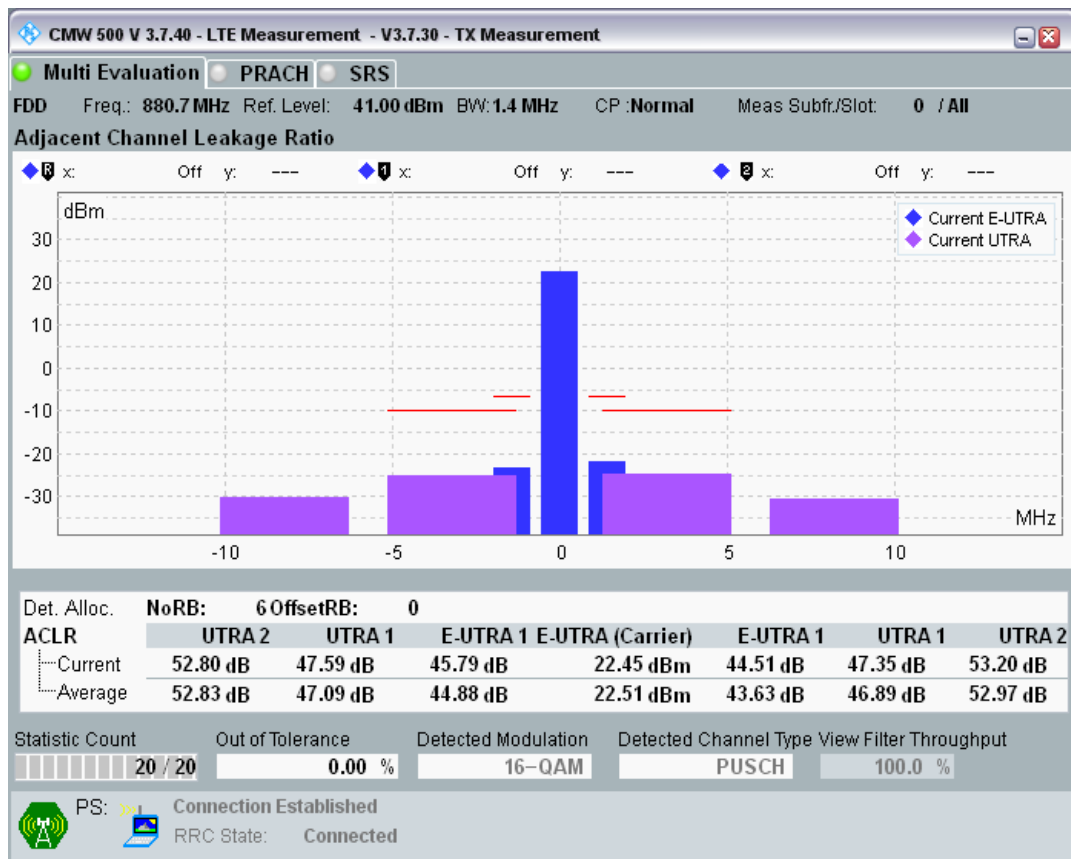 CMW 500 V 3.7.40 - LTE Measurement - V3.7.30 - TX Measurement
Multi Evaluation PRACH SRS
FDD Freq.: 880.7 MHz Ref. Level: 41.00 dBm BW: 1.4 MHz CP :Normal Meas Subfr./Slot: 0 / All
Adjacent Channel Leakage Ratio
R x: Off y: --- 1 x: Off y: --- 2 x: Off y: ---
dBm
Current E-UTRA
Current UTRA
30
20
10
0
-10
-20
-30
MHz
-10 -5 0 5 10
Det. Alloc. NoRB: 6 OffsetRB: 0
ACLR UTRA 2 UTRA 1 E-UTRA 1 E-UTRA (Carrier) E-UTRA 1 UTRA 1 UTRA 2
Current 52.80 dB 47.59 dB 45.79 dB 22.45 dBm 44.51 dB 47.35 dB 53.20 dB
Average 52.83 dB 47.09 dB 44.88 dB 22.51 dBm 43.63 dB 46.89 dB 52.97 dB
Statistic Count Out of Tolerance Detected Modulation Detected Channel Type View Filter Throughput
20 / 20 0.00 % 16-QAM PUSCH 100.0 %
PS: Connection Established
RRC State: Connected